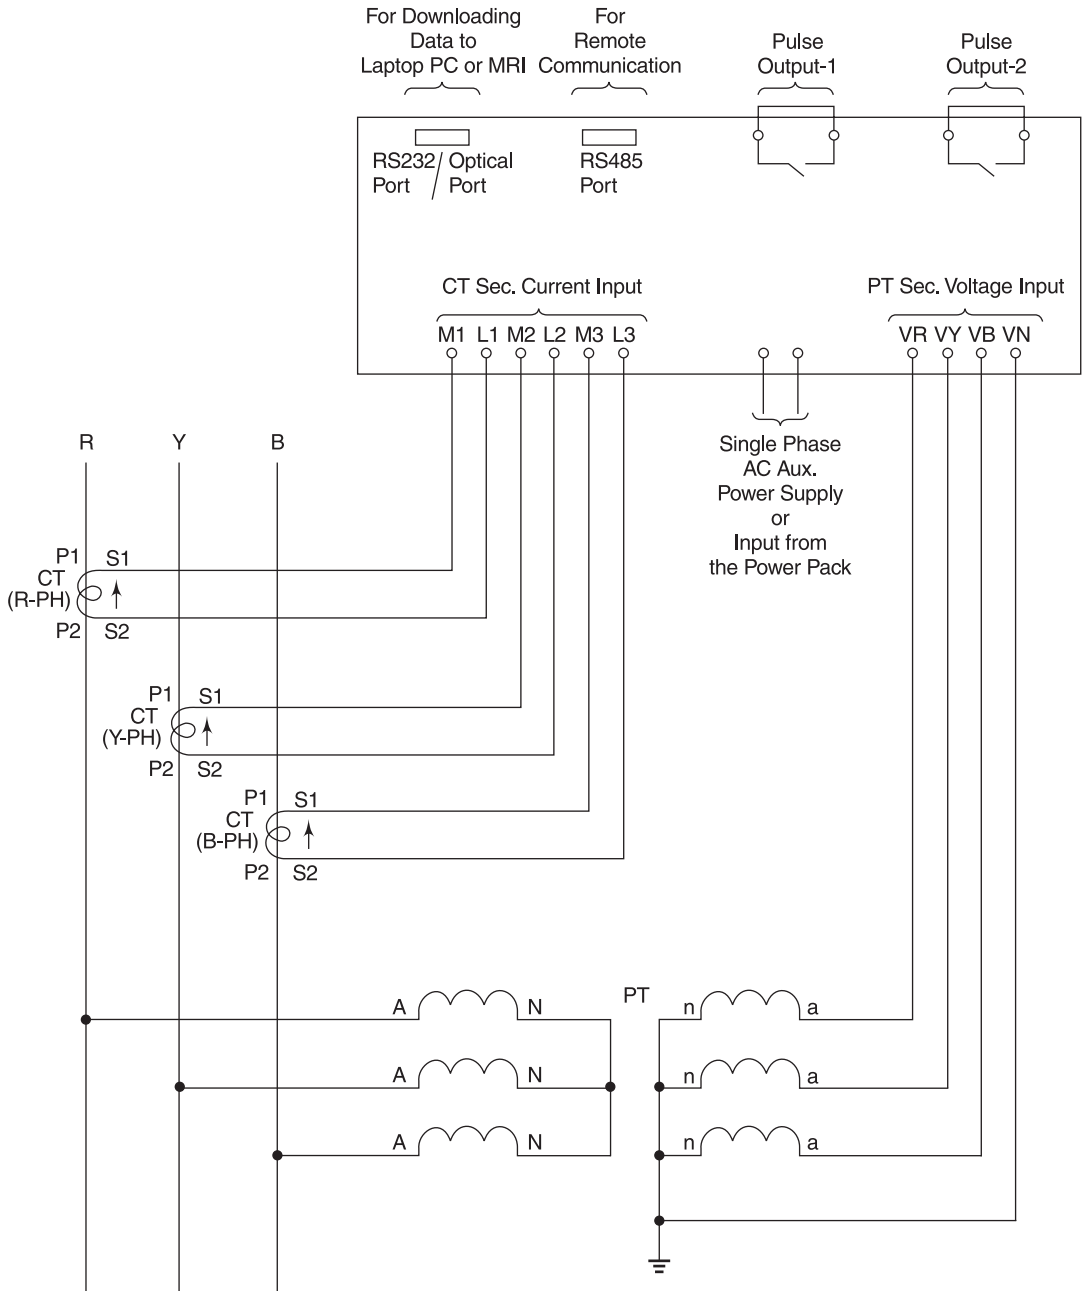 For Downloading
Data to
Laptop PC or MRI
For
Remote
Communication
Pulse
Output-1
Pulse
Output-2
RS232 / Optical
Port Port
RS485
Port
CT Sec. Current Input
PT Sec. Voltage Input
M1 L1 M2 L2 M3 L3
VR VY VB VN
Single Phase
AC Aux.
Power Supply
or
Input from
the Power Pack
R Y B
P1 S1
CT
(R-PH)
P2 S2
P1 S1
CT
(Y-PH)
P2 S2
P1 S1
CT
(B-PH)
P2 S2
PT
A N n a
A N n a
A N n a